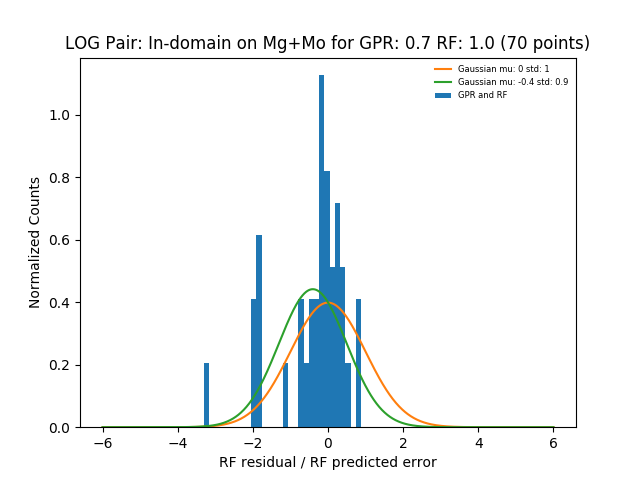 LOG Pair: In-domain on Mg+Mo for GPR: 0.7 RF: 1.0 (70 points)
Gaussian mu: 0 std: 1
Gaussian mu: -0.4 std: 0.9
GPR and RF
Normalized Counts
1.0
0.8
0.6
0.4
0.2
0.0
−6 −4 −2 0 2 4 6
RF residual / RF predicted error